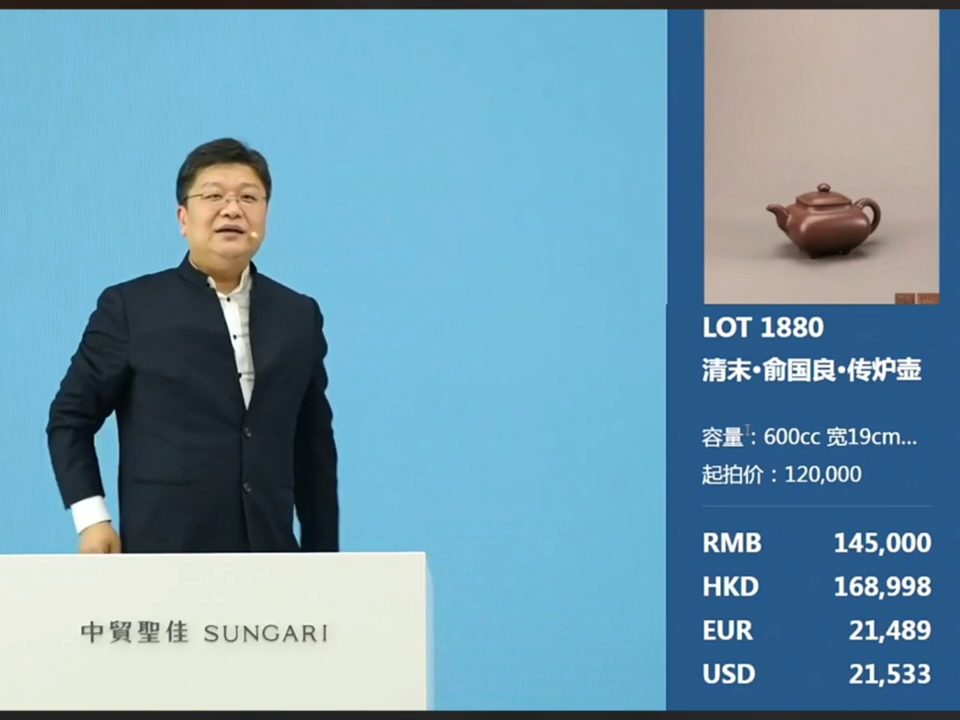 LOT 1880
清末·俞国良·传炉壶
容量：600cc 宽19cm...
起拍价：120,000
RMB 145,000
HKD 168,998
EUR 21,489
USD 21,533
中貿聖佳 SUNGARI